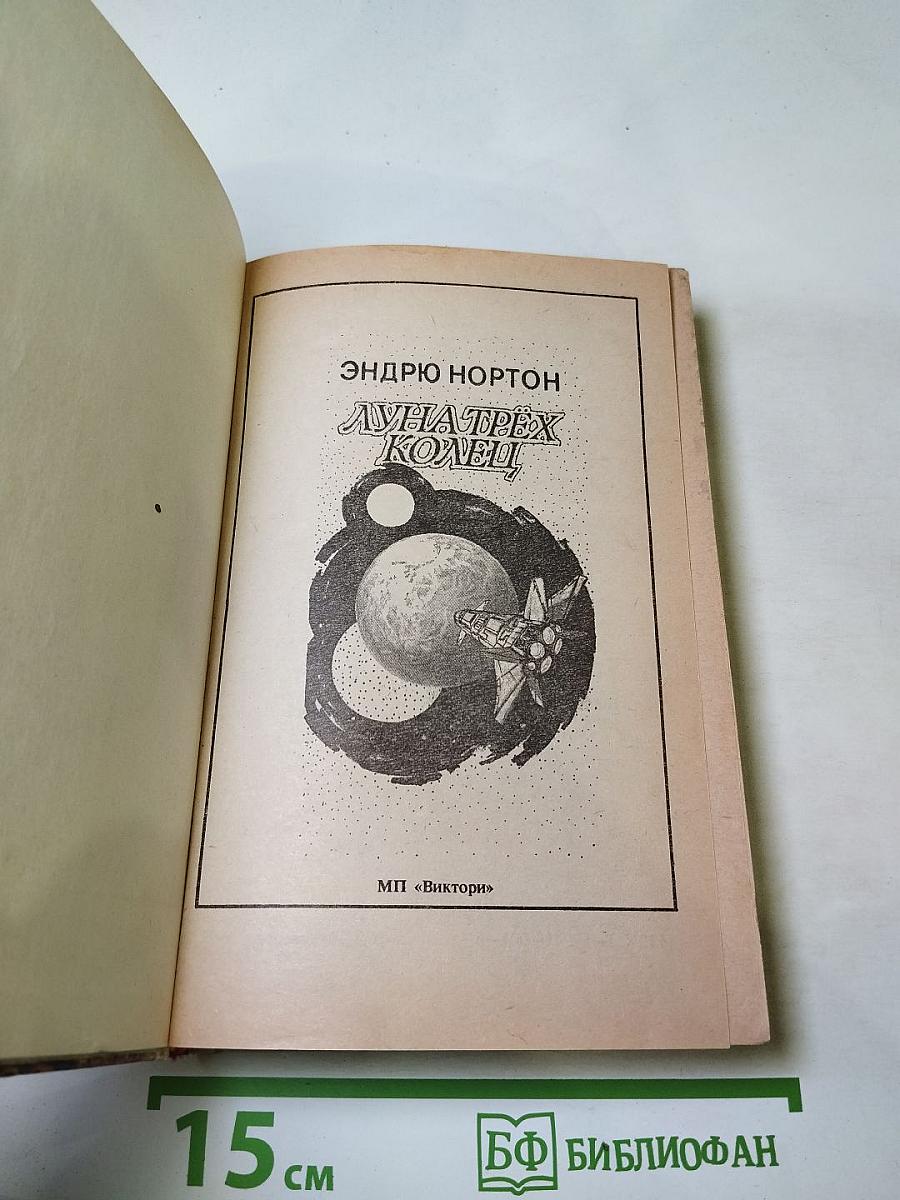 ЭНДРЮ НОРТОН
ЛУНА ТРЁХ
КОЛЕЦ
МП «Виктори»
15 см
БФ БИБЛИОФАН